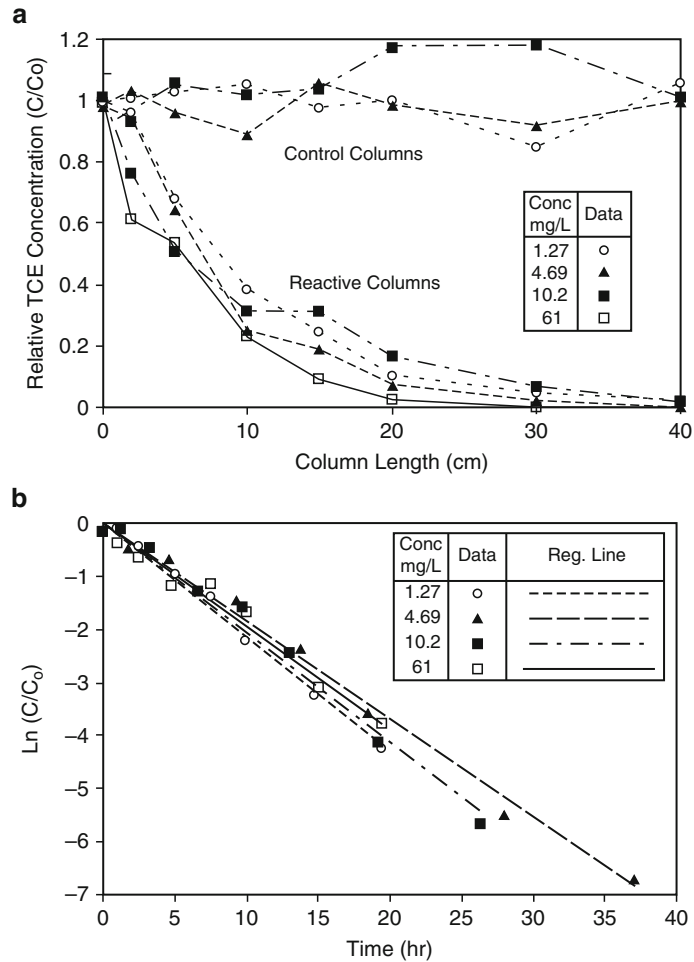 a
1.2
1.0
0.8
0.6
0.4
0.2
0
Relative TCE Concentration (C/Co)
Control Columns
Reactive Columns
Conc mg/L Data
1.27
4.69
10.2
61
0 10 20 30 40
Column Length (cm)
b
0
–1
–2
–3
–4
–5
–6
–7
Ln (C/Co)
Conc mg/L Data Reg. Line
1.27
4.69
10.2
61
0 5 10 15 20 25 30 35 40
Time (hr)